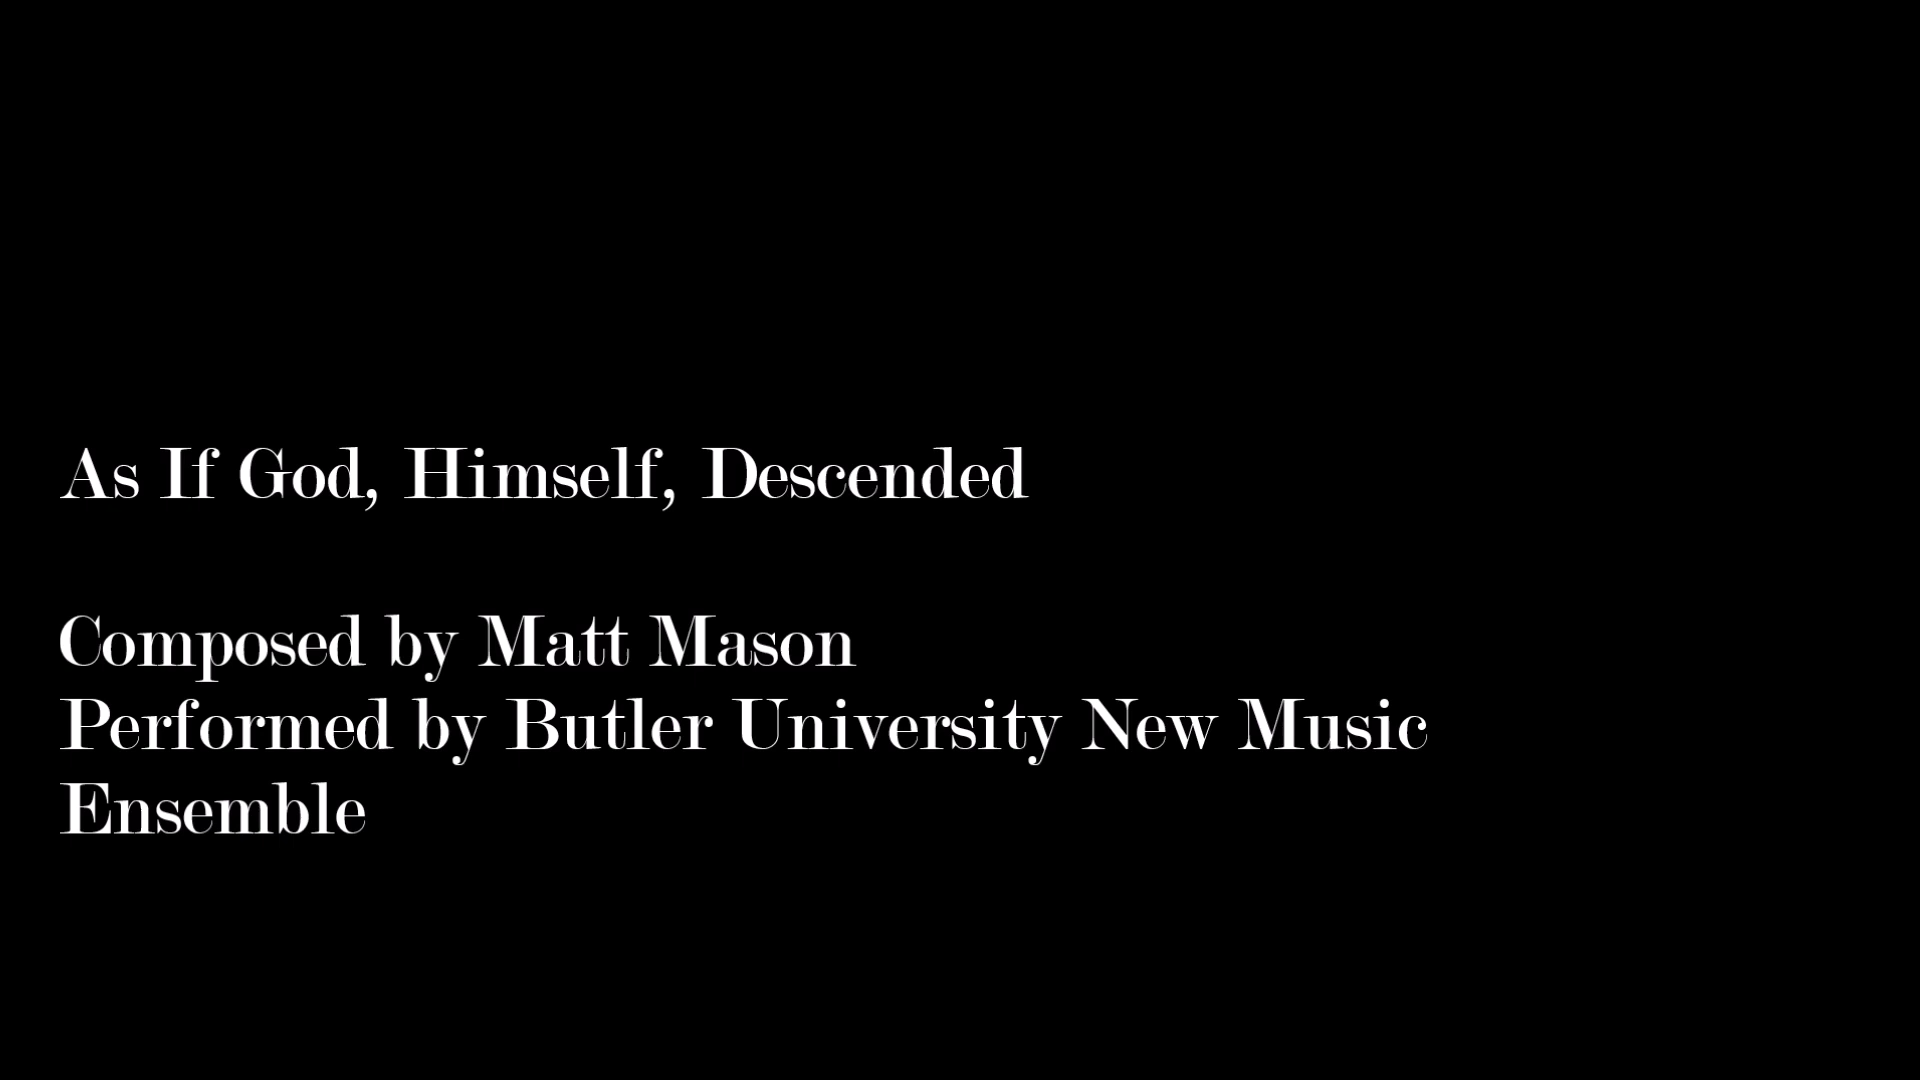 As If God, Himself, Descended
Composed by Matt Mason
Performed by Butler University New Music
Ensemble